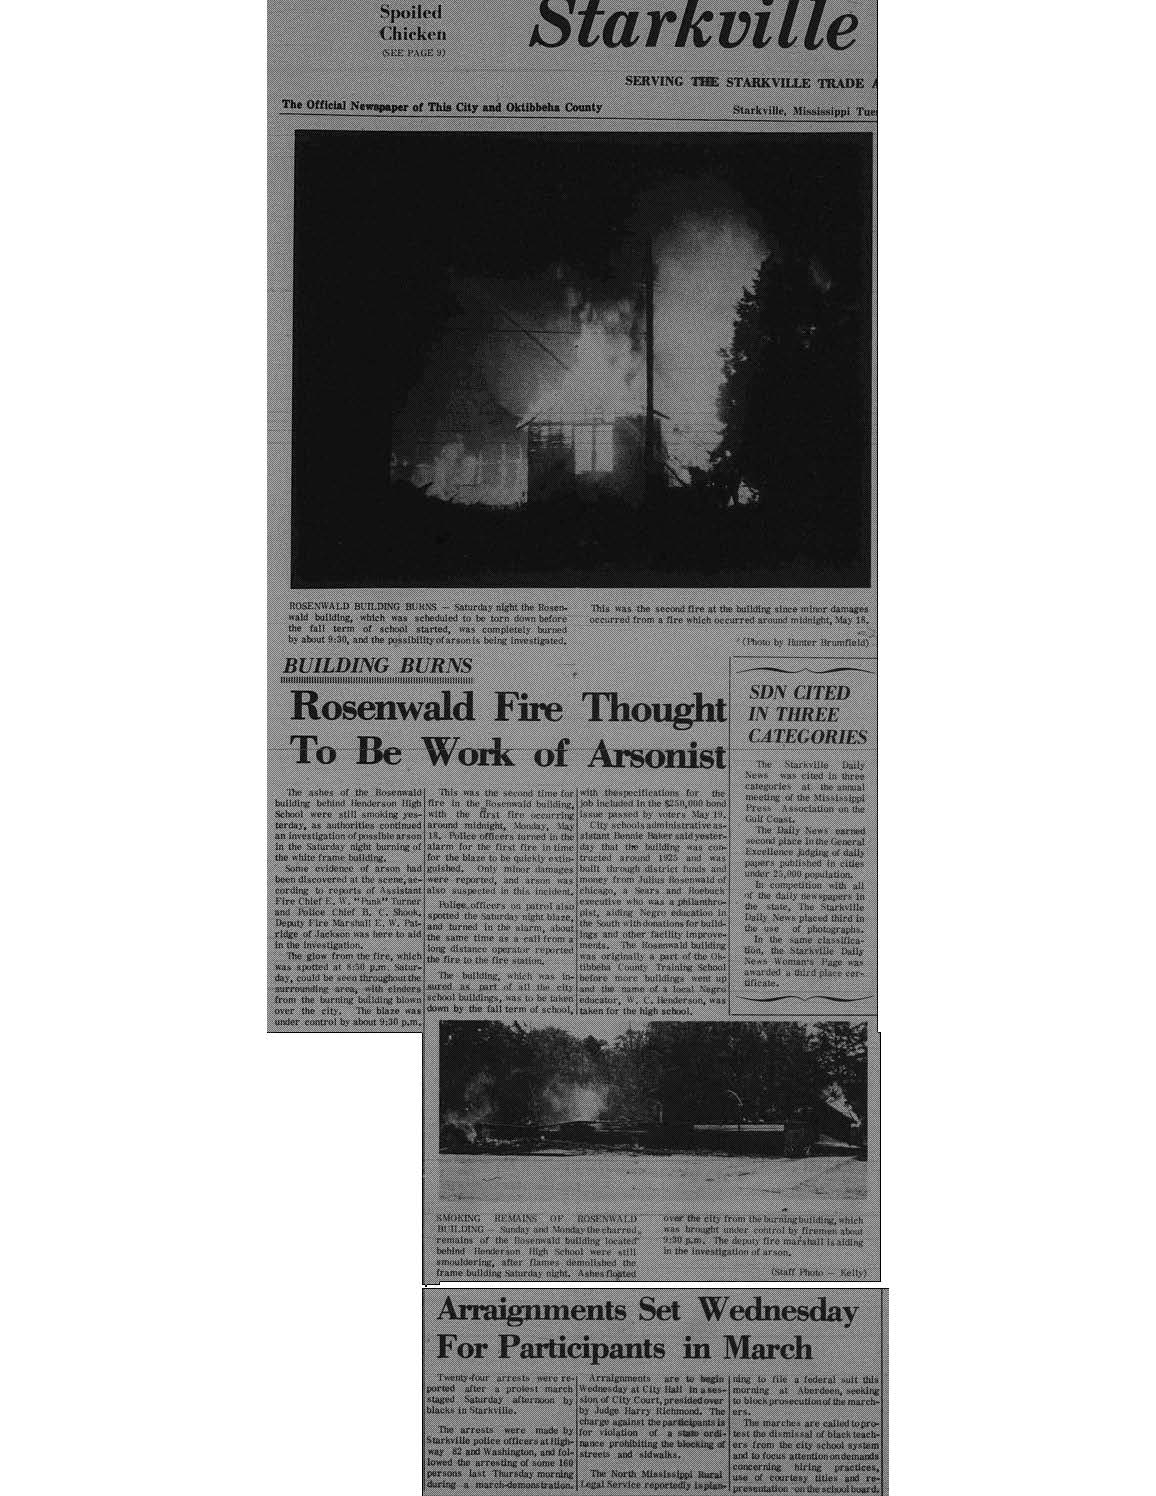 Spoiled
Chicken
(SEE PAGE 9)
Starkville
SERVING THE STARKVILLE TRADE A
The Official Newspaper of This City and Oktibbeha County
Starkville, Mississippi Tue
ROSENWALD BUILDING BURNS — Saturday night the Rosen-
wald building, which was scheduled to be torn down before
the fall term of school started, was completely burned
by about 9:30, and the possibility of arson is being investigated.
This was the second fire at the building since minor damages
occurred from a fire which occurred around midnight, May 18.
(Photo by Hunter Brumfield)
BUILDING BURNS
Rosenwald Fire Thought
To Be Work of Arsonist
The ashes of the Rosenwald
building behind Henderson High
School were still smoking yes-
terday, as authorities continued
an investigation of possible arson
in the Saturday night burning of
the white frame building.
Some evidence of arson had
been discovered at the scene, ac-
cording to reports of Assistant
Fire Chief E. W. "Punk" Turner
and Police Chief B. C. Shook.
Deputy Fire Marshall E. W. Pat-
ridge of Jackson was here to aid
in the investigation.
The glow from the fire, which
was spotted at 8:50 p.m. Satur-
day, could be seen throughout the
surrounding area, with cinders
from the burning building blown
over the city. The blaze was
under control by about 9:30 p.m.
This was the second time for
fire in the Rosenwald building,
with the first fire occurring
around midnight, Monday, May
18. Police officers turned in the
alarm for the first fire in time
for the blaze to be quickly extin-
guished. Only minor damages
were reported, and arson was
also suspected in this incident.
Police officers on patrol also
spotted the Saturday night blaze,
and turned in the alarm, about
the same time as a call from a
long distance operator reported
the fire to the fire station.
The building, which was in-
sured as part of all the city
school buildings, was to be taken
down by the fall term of school,
with thespecifications for the
job included in the $250,000 bond
issue passed by voters May 19.
City schools administrative as-
sistant Bennie Baker said yester-
day that the building was con-
tructed around 1925 and was
built through district funds and
money from Julius Rosenwald of
chicago, a Sears and Roebuck
executive who was a philanthro-
pist, aiding Negro education in
the South with donations for build-
ings and other facility improve-
ments. The Rosenwald building
was originally a part of the Ok-
tibbeha County Training School
before more buildings went up
and the name of a local Negro
educator, W. C. Henderson, was
taken for the high school.
SDN CITED
IN THREE
CATEGORIES
The Starkville Daily
News was cited in three
categories at the annual
meeting of the Mississippi
Press Association on the
Gulf Coast.
The Daily News earned
second place in the General
Excellence judging of daily
papers published in cities
under 25,000 population.
In competition with all
of the daily newspapers in
the state, The Starkville
Daily News placed third in
the use of photographs.
In the same classifica-
tion, the Starkville Daily
News Woman's Page was
awarded a third place cer-
tificate.
SMOKING REMAINS OF ROSENWALD
BUILDING — Sunday and Monday the charred
remains of the Rosenwald building located
behind Henderson High School were still
smouldering, after flames demolished the
frame building Saturday night. Ashes floated
over the city from the burning building, which
was brought under control by firemen about
9:30 p.m. The deputy fire marshall is aiding
in the investigation of arson.
(Staff Photo — Kelly)
Arraignments Set Wednesday
For Participants in March
Twenty-four arrests were re-
ported after a protest march
staged Saturday afternoon by
blacks in Starkville.
The arrests were made by
Starkville police officers at High-
way 82 and Washington, and fol-
lowed the arresting of some 160
persons last Thursday morning
during a march-demonstration.
Arraignments are to begin
Wednesday at City Hall in a ses-
sion of City Court, presided over
by Judge Harry Richmond. The
charge against the participants is
for violation of a state ordi-
nance prohibiting the blocking of
streets and sidwalks.
The North Mississippi Rural
Legal Service reportedly is plan-
ning to file a federal suit this
morning at Aberdeen, seeking
to block prosecution of the march-
ers.
The marches are called to pro-
test the dismissal of black teach-
ers from the city school system
and to focus attention on demands
concerning hiring practices,
use of courtesy titles and re-
presentation on the school board.